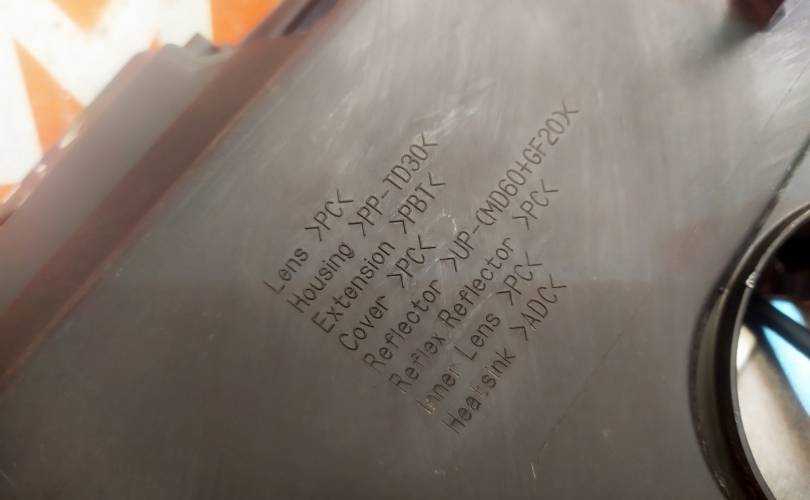 Lens >PC<
Housing >PP-TD30<
Extension >PBT<
Cover >PC<
Reflector >UP-(MD60+GF20)<
Reflex Reflector >PC<
Inner Lens >PC<
Heatsink >ADC<